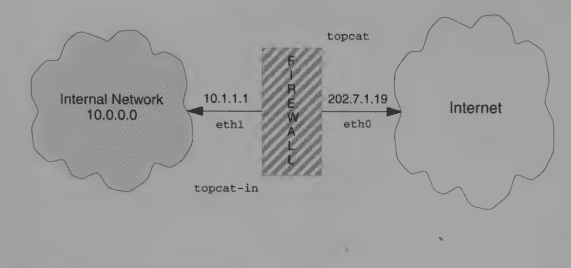 topcat
Internal Network
10.0.0.0
10.1.1.1
eth1
FIREWALL
202.7.1.19
eth0
Internet
topcat-in